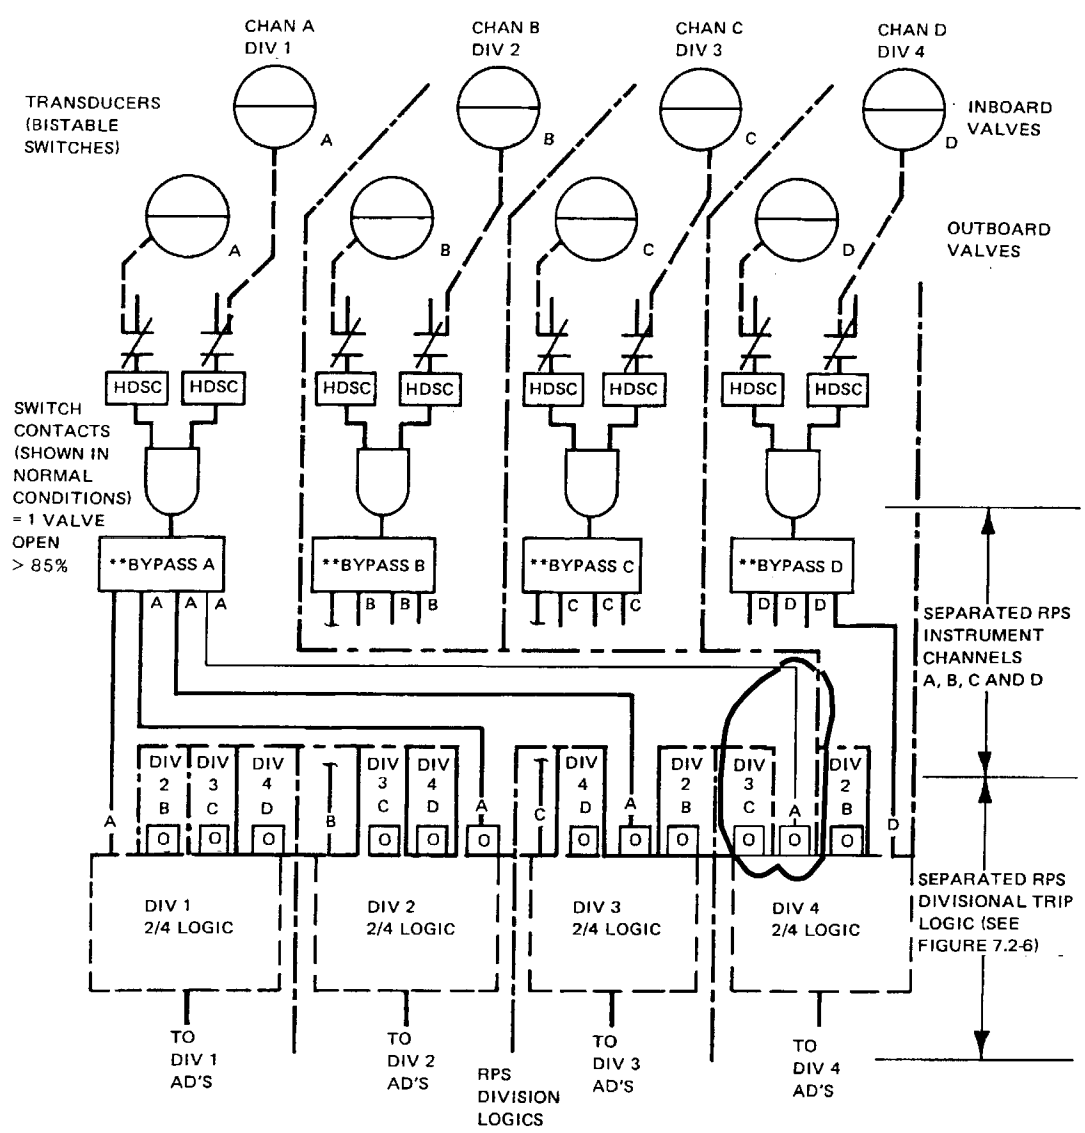 CHAN A
DIV 1
CHAN B
DIV 2
CHAN C
DIV 3
CHAN D
DIV 4
TRANSDUCERS
(BISTABLE
SWITCHES)
INBOARD
VALVES
A
B
C
D
OUTBOARD
VALVES
A
B
C
D
HDSC
HDSC
HDSC
HDSC
HDSC
HDSC
HDSC
HDSC
SWITCH
CONTACTS
(SHOWN IN
NORMAL
CONDITIONS)
= 1 VALVE
OPEN
> 85%
**BYPASS A
**BYPASS B
**BYPASS C
**BYPASS D
A A A
B B B
C C C
D D D
SEPARATED RPS
INSTRUMENT
CHANNELS
A, B, C AND D
A
DIV 2 B
DIV 3 C
DIV 4 D
B
DIV 3 C
DIV 4 D
A
C
DIV 4 D
A
DIV 2 B
DIV 3 C
A
DIV 2 B
D
O O O O O O O O O O O O
DIV 1
2/4 LOGIC
DIV 2
2/4 LOGIC
DIV 3
2/4 LOGIC
DIV 4
2/4 LOGIC
SEPARATED RPS
DIVISIONAL TRIP
LOGIC (SEE
FIGURE 7.2-6)
TO
DIV 1
AD'S
TO
DIV 2
AD'S
RPS
DIVISION
LOGICS
TO
DIV 3
AD'S
TO
DIV 4
AD'S